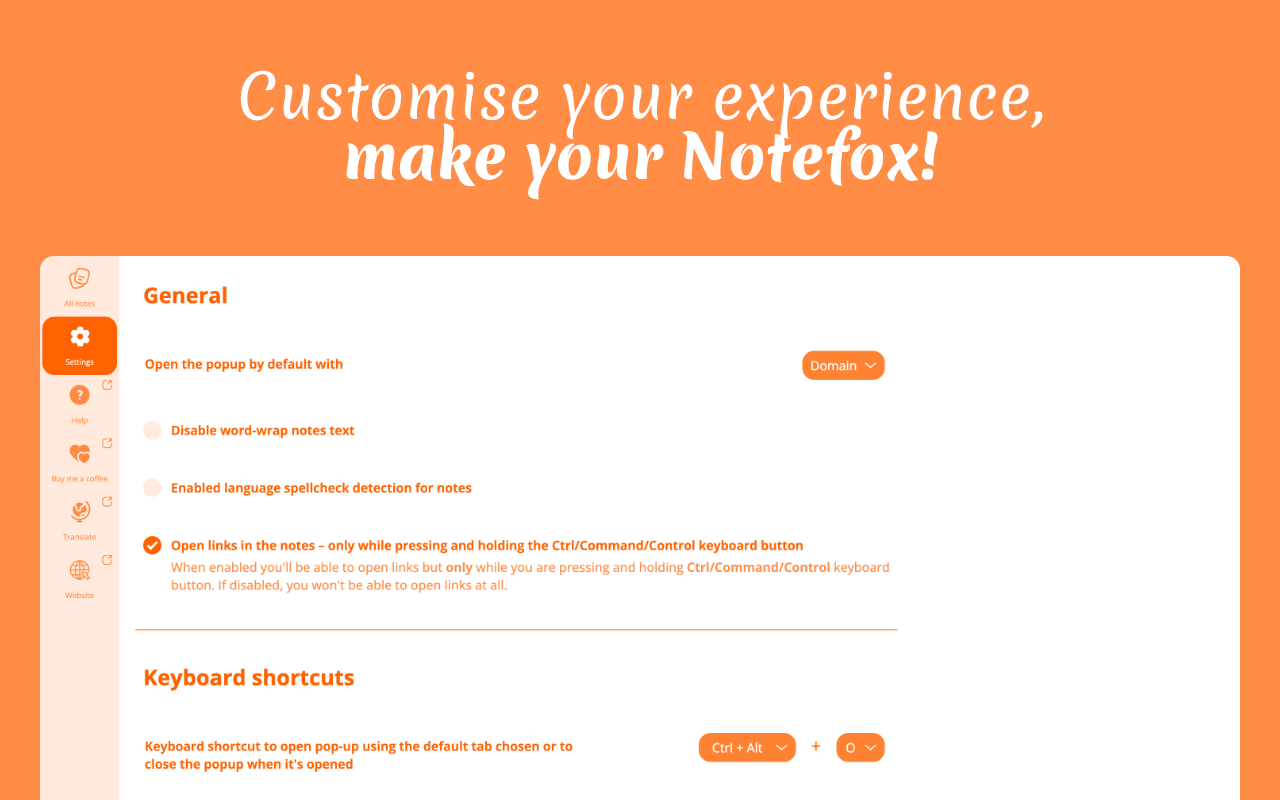 Customise your experience,
make your Notefox!
All notes
Settings
Help
Buy me a coffee
Translate
Website
General
Open the popup by default with
Domain
Disable word-wrap notes text
Enabled language spellcheck detection for notes
Open links in the notes – only while pressing and holding the Ctrl/Command/Control keyboard button
When enabled you'll be able to open links but only while you are pressing and holding Ctrl/Command/Control keyboard
button. If disabled, you won't be able to open links at all.
Keyboard shortcuts
Keyboard shortcut to open pop-up using the default tab chosen or to
close the popup when it's opened
Ctrl + Alt
+
O